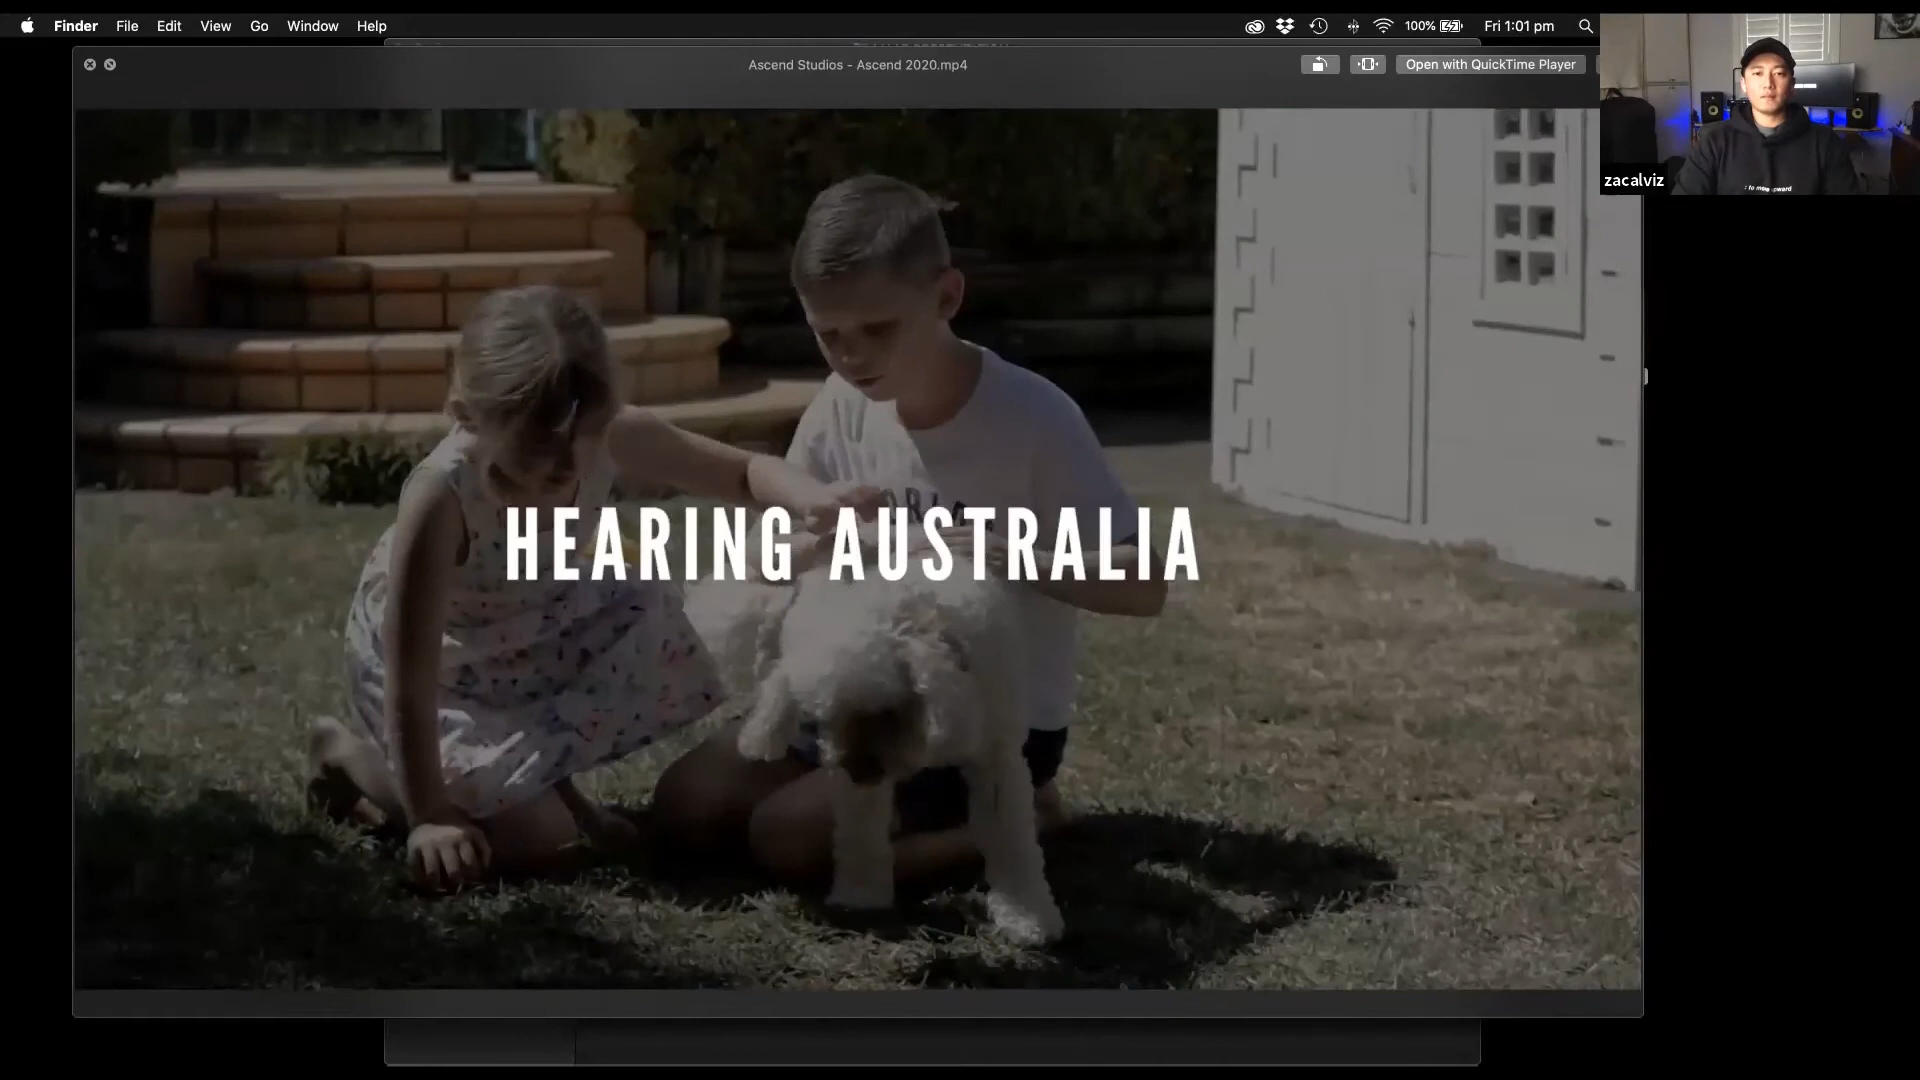 Finder File Edit View Go Window Help
100% Fri 1:01 pm
Ascend Studios - Ascend 2020.mp4
Open with QuickTime Player
zacalviz
HEARING AUSTRALIA